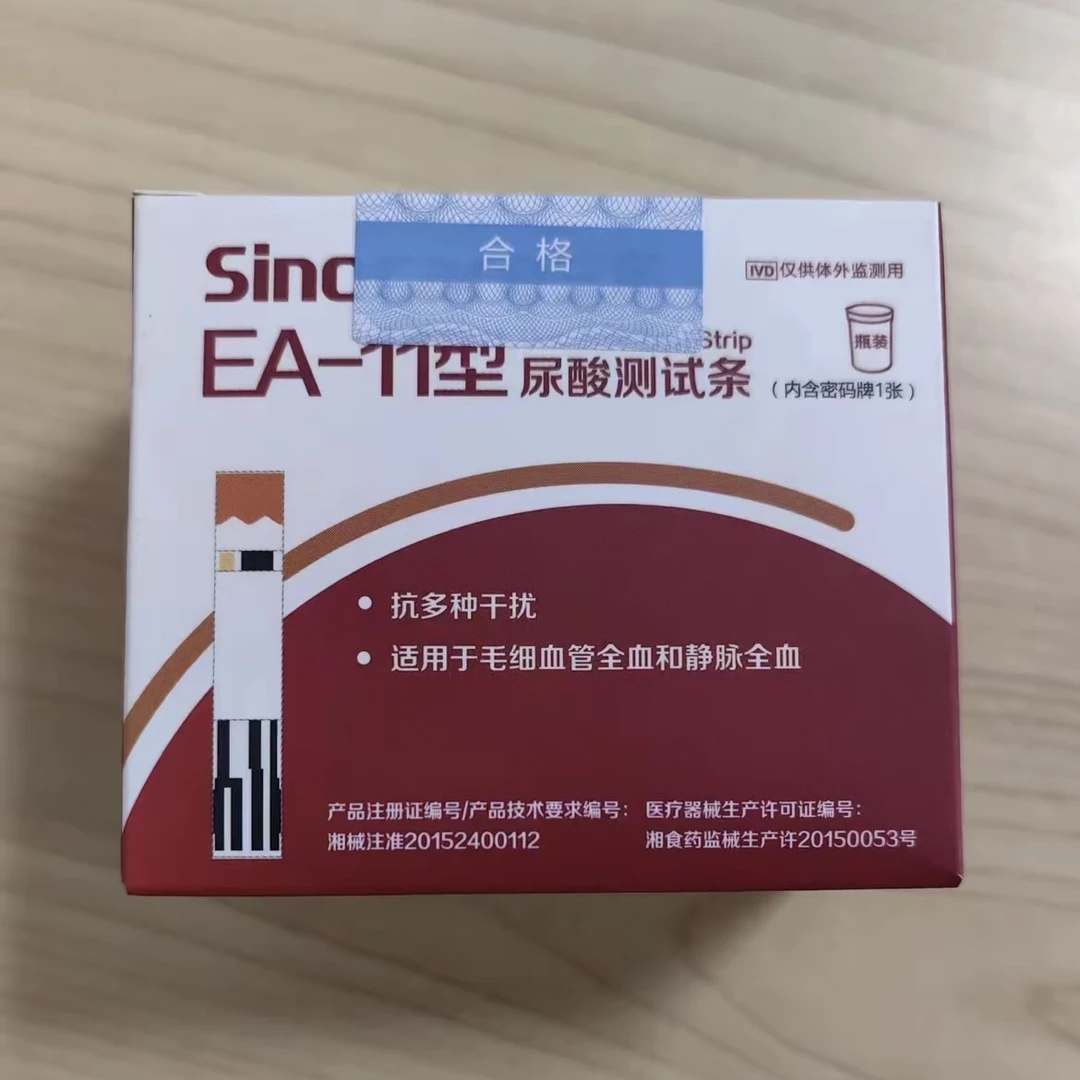 合格
Sino
IVD 仅供体外监测用
EA-11型
Strip
尿酸测试条
瓶装
(内含密码牌1张)
• 抗多种干扰
• 适用于毛细血管全血和静脉全血
产品注册证编号/产品技术要求编号:
湘械注准20152400112
医疗器械生产许可证编号:
湘食药监械生产许20150053号